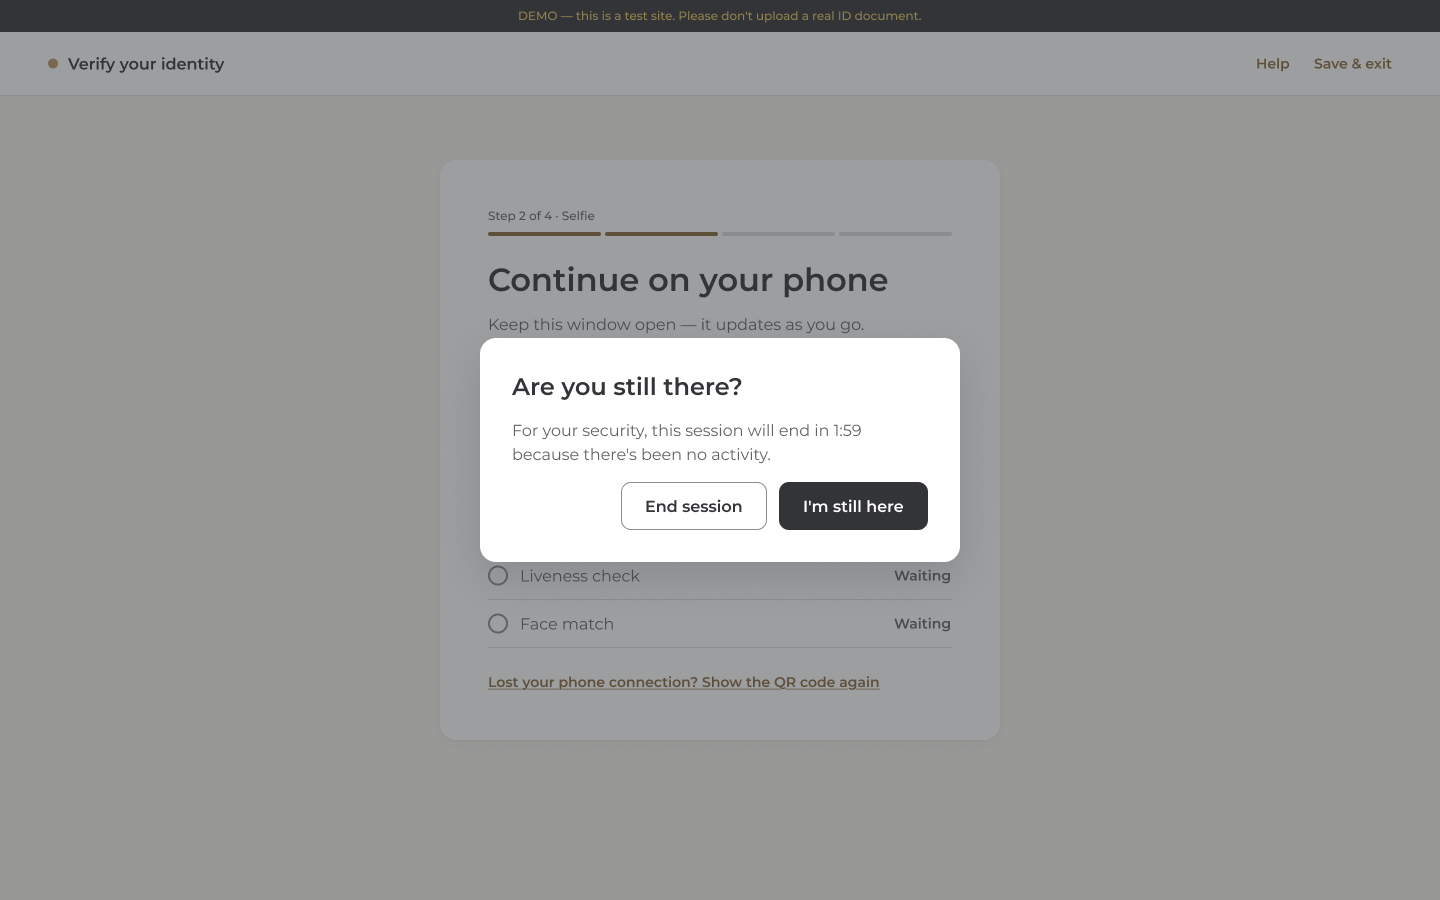 DEMO — this is a test site. Please don't upload a real ID document.
Verify your identity
Help
Save & exit
Step 2 of 4 · Selfie
Continue on your phone
Keep this window open — it updates as you go.
Are you still there?
For your security, this session will end in 1:59
because there's been no activity.
End session
I'm still here
Liveness check
Waiting
Face match
Waiting
Lost your phone connection? Show the QR code again